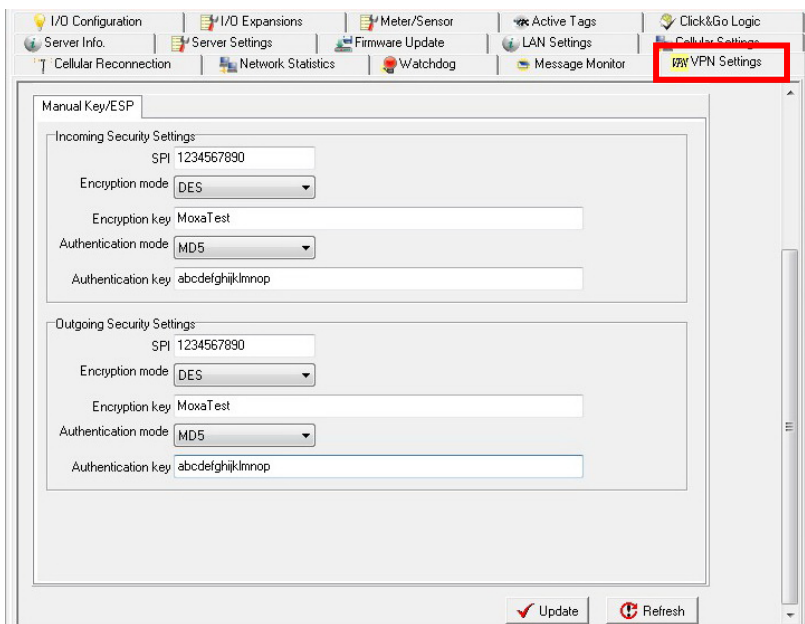 I/O Configuration I/O Expansions Meter/Sensor Active Tags Click&Go Logic
Server Info. Server Settings Firmware Update LAN Settings Cellular Settings
Cellular Reconnection Network Statistics Watchdog Message Monitor VPN VPN Settings
Manual Key/ESP
Incoming Security Settings
SPI 1234567890
Encryption mode DES
Encryption key MoxaTest
Authentication mode MD5
Authentication key abcdefghijklmnop
Outgoing Security Settings
SPI 1234567890
Encryption mode DES
Encryption key MoxaTest
Authentication mode MD5
Authentication key abcdefghijklmnop
Update Refresh